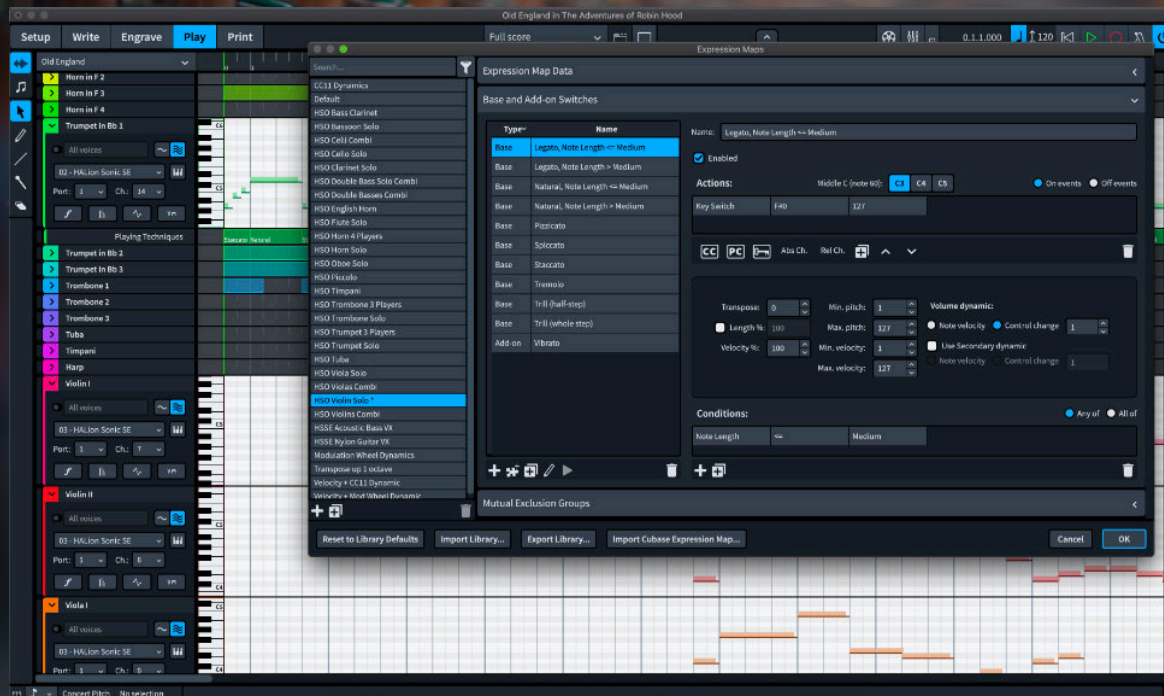 Old England in The Adventures of Robin Hood
Setup Write Engrave Play Print
Full score
0.1.1.000
120
Old England
Horn in F 2
Horn in F 3
Horn in F 4
Trumpet in Bb 1
All voices
02 - HALion Sonic SE
Port: 1 Ch.: 14
Playing Techniques
Staccato Natural
Trumpet in Bb 2
Trumpet in Bb 3
Trombone 1
Trombone 2
Trombone 3
Tuba
Timpani
Harp
Violin I
All voices
03 - HALion Sonic SE
Port: 1 Ch.: 7
Violin II
All voices
03 - HALion Sonic SE
Port: 1 Ch.: 8
Viola I
All voices
03 - HALion Sonic SE
Port: 1 Ch.: 9
C6
C5
C4
Concert Pitch No selection
Expression Maps
Search...
CC11 Dynamics
Default
HSO Bass Clarinet
HSO Bassoon Solo
HSO Celli Combi
HSO Cello Solo
HSO Clarinet Solo
HSO Double Bass Solo Combi
HSO Double Basses Combi
HSO English Horn
HSO Flute Solo
HSO Horn 4 Players
HSO Horn Solo
HSO Oboe Solo
HSO Piccolo
HSO Timpani
HSO Trombone 3 Players
HSO Trombone Solo
HSO Trumpet 3 Players
HSO Trumpet Solo
HSO Tuba
HSO Viola Solo
HSO Violas Combi
HSO Violin Solo *
HSO Violins Combi
HSSE Acoustic Bass VX
HSSE Nylon Guitar VX
Modulation Wheel Dynamics
Transpose up 1 octave
Velocity + CC11 Dynamic
Velocity + Mod Wheel Dynamic
Expression Map Data
Base and Add-on Switches
Type Name
Base Legato, Note Length <= Medium
Base Legato, Note Length > Medium
Base Natural, Note Length <= Medium
Base Natural, Note Length > Medium
Base Pizzicato
Base Spiccato
Base Staccato
Base Tremolo
Base Trill (half-step)
Base Trill (whole step)
Add-on Vibrato
Name: Legato, Note Length <= Medium
Enabled
Actions: Middle C (note 60): C3 C4 C5 On events Off events
Key Switch F#0 127
CC PC Abs Ch. Rel Ch.
Transpose: 0 Min. pitch: 1 Volume dynamic:
Length %: 100 Max. pitch: 127 Note velocity Control change 1
Velocity %: 100 Min. velocity: 1 Use Secondary dynamic
Max. velocity: 127 Note velocity Control change 1
Conditions: Any of All of
Note Length <= Medium
Mutual Exclusion Groups
Reset to Library Defaults Import Library... Export Library... Import Cubase Expression Map... Cancel OK